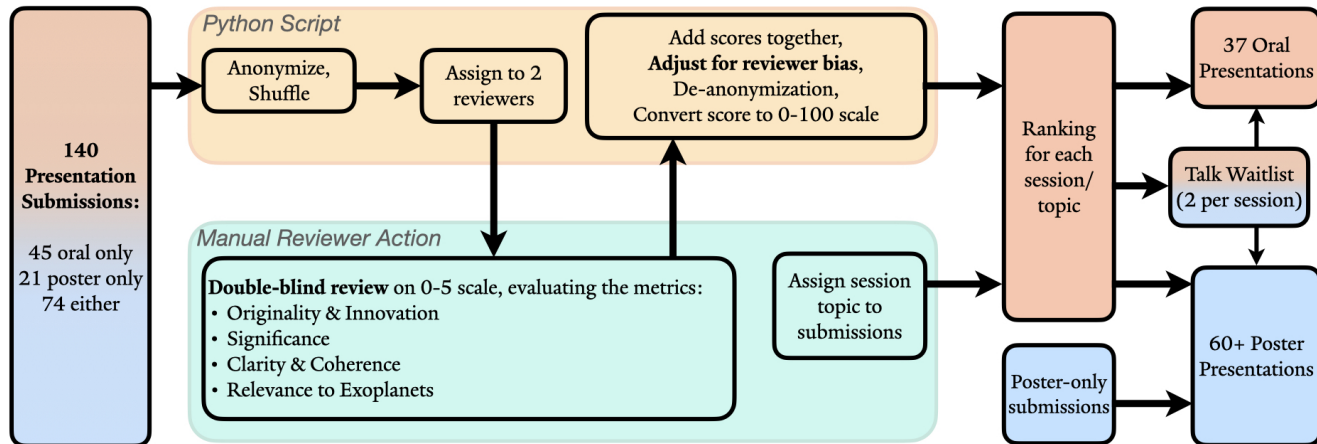 Python Script
140
Presentation
Submissions:
45 oral only
21 poster only
74 either
Anonymize,
Shuffle
Assign to 2
reviewers
Add scores together,
Adjust for reviewer bias,
De-anonymization,
Convert score to 0-100 scale
Manual Reviewer Action
Double-blind review on 0-5 scale, evaluating the metrics:
• Originality & Innovation
• Significance
• Clarity & Coherence
• Relevance to Exoplanets
Assign session
topic to
submissions
Ranking
for each
session/
topic
Poster-only
submissions
37 Oral
Presentations
Talk Waitlist
(2 per session)
60+ Poster
Presentations